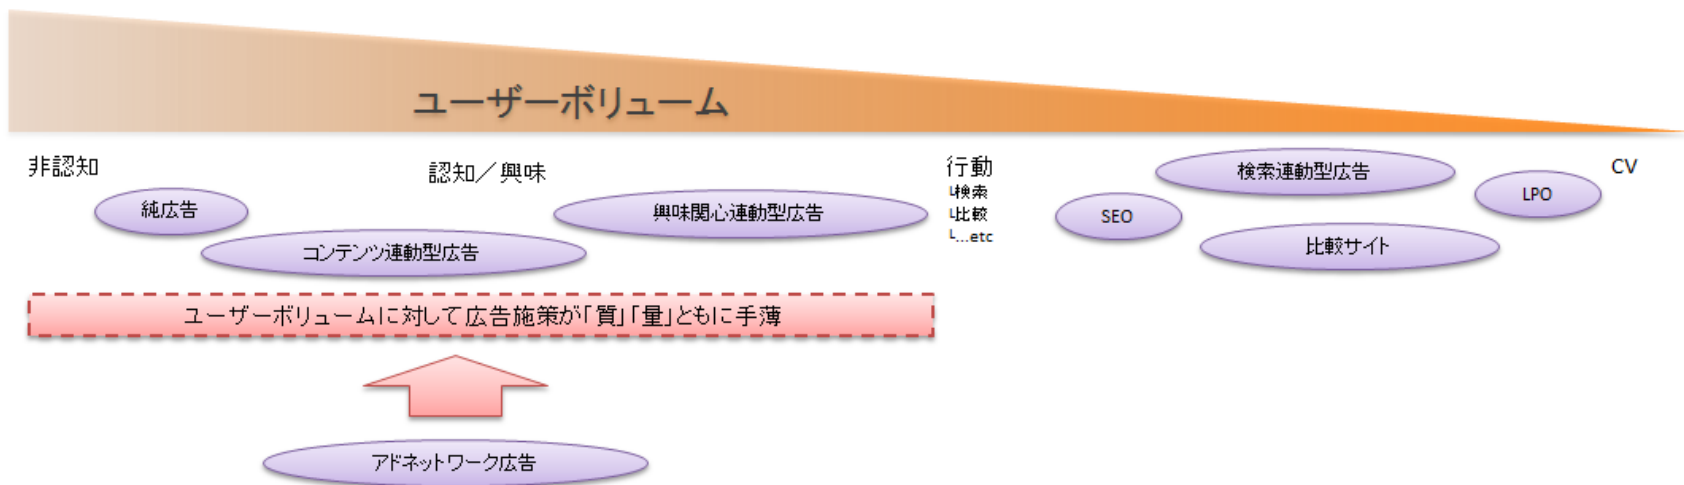 ユーザーボリューム
非認知
認知／興味
行動
└検索
└比較
└...etc
検索連動型広告
CV
純広告
興味関心連動型広告
SEO
LPO
コンテンツ連動型広告
比較サイト
ユーザーボリュームに対して広告施策が「質」「量」ともに手薄
アドネットワーク広告